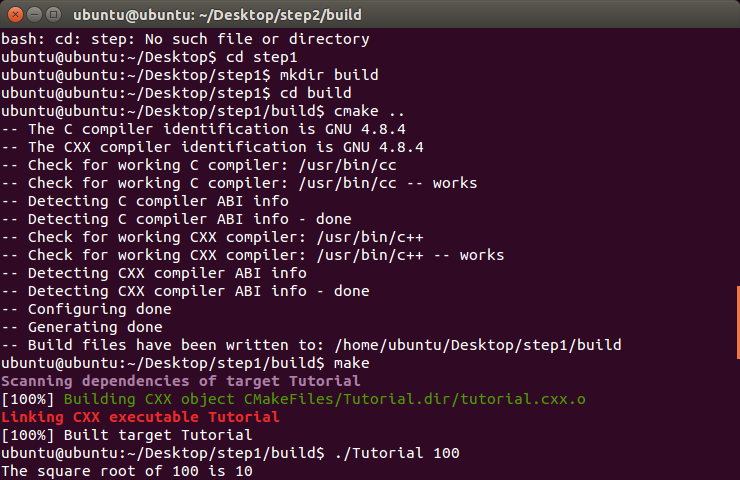 ubuntu@ubuntu: ~/Desktop/step2/build
bash: cd: step: No such file or directory
ubuntu@ubuntu:~/Desktop$ cd step1
ubuntu@ubuntu:~/Desktop/step1$ mkdir build
ubuntu@ubuntu:~/Desktop/step1$ cd build
ubuntu@ubuntu:~/Desktop/step1/build$ cmake ..
-- The C compiler identification is GNU 4.8.4
-- The CXX compiler identification is GNU 4.8.4
-- Check for working C compiler: /usr/bin/cc
-- Check for working C compiler: /usr/bin/cc -- works
-- Detecting C compiler ABI info
-- Detecting C compiler ABI info - done
-- Check for working CXX compiler: /usr/bin/c++
-- Check for working CXX compiler: /usr/bin/c++ -- works
-- Detecting CXX compiler ABI info
-- Detecting CXX compiler ABI info - done
-- Configuring done
-- Generating done
-- Build files have been written to: /home/ubuntu/Desktop/step1/build
ubuntu@ubuntu:~/Desktop/step1/build$ make
Scanning dependencies of target Tutorial
[100%] Building CXX object CMakeFiles/Tutorial.dir/tutorial.cxx.o
Linking CXX executable Tutorial
[100%] Built target Tutorial
ubuntu@ubuntu:~/Desktop/step1/build$ ./Tutorial 100
The square root of 100 is 10